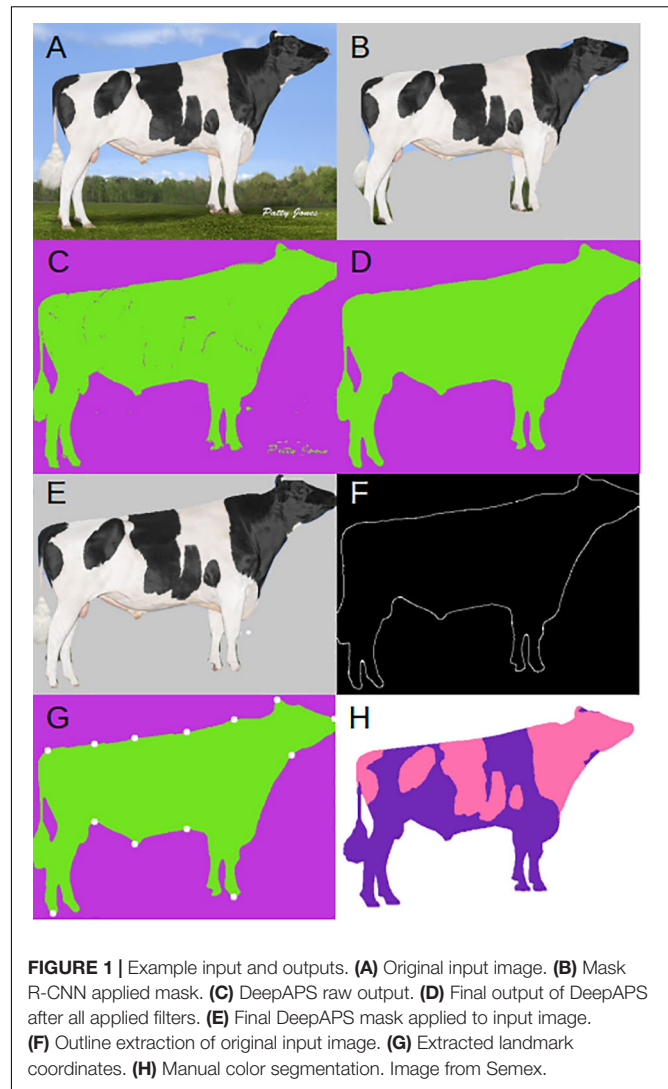 A
B
Patty Jones
C
D
Patty Jones
E
F
G
H
FIGURE 1 | Example input and outputs. (A) Original input image. (B) Mask
R-CNN applied mask. (C) DeepAPS raw output. (D) Final output of DeepAPS
after all applied filters. (E) Final DeepAPS mask applied to input image.
(F) Outline extraction of original input image. (G) Extracted landmark
coordinates. (H) Manual color segmentation. Image from Semex.